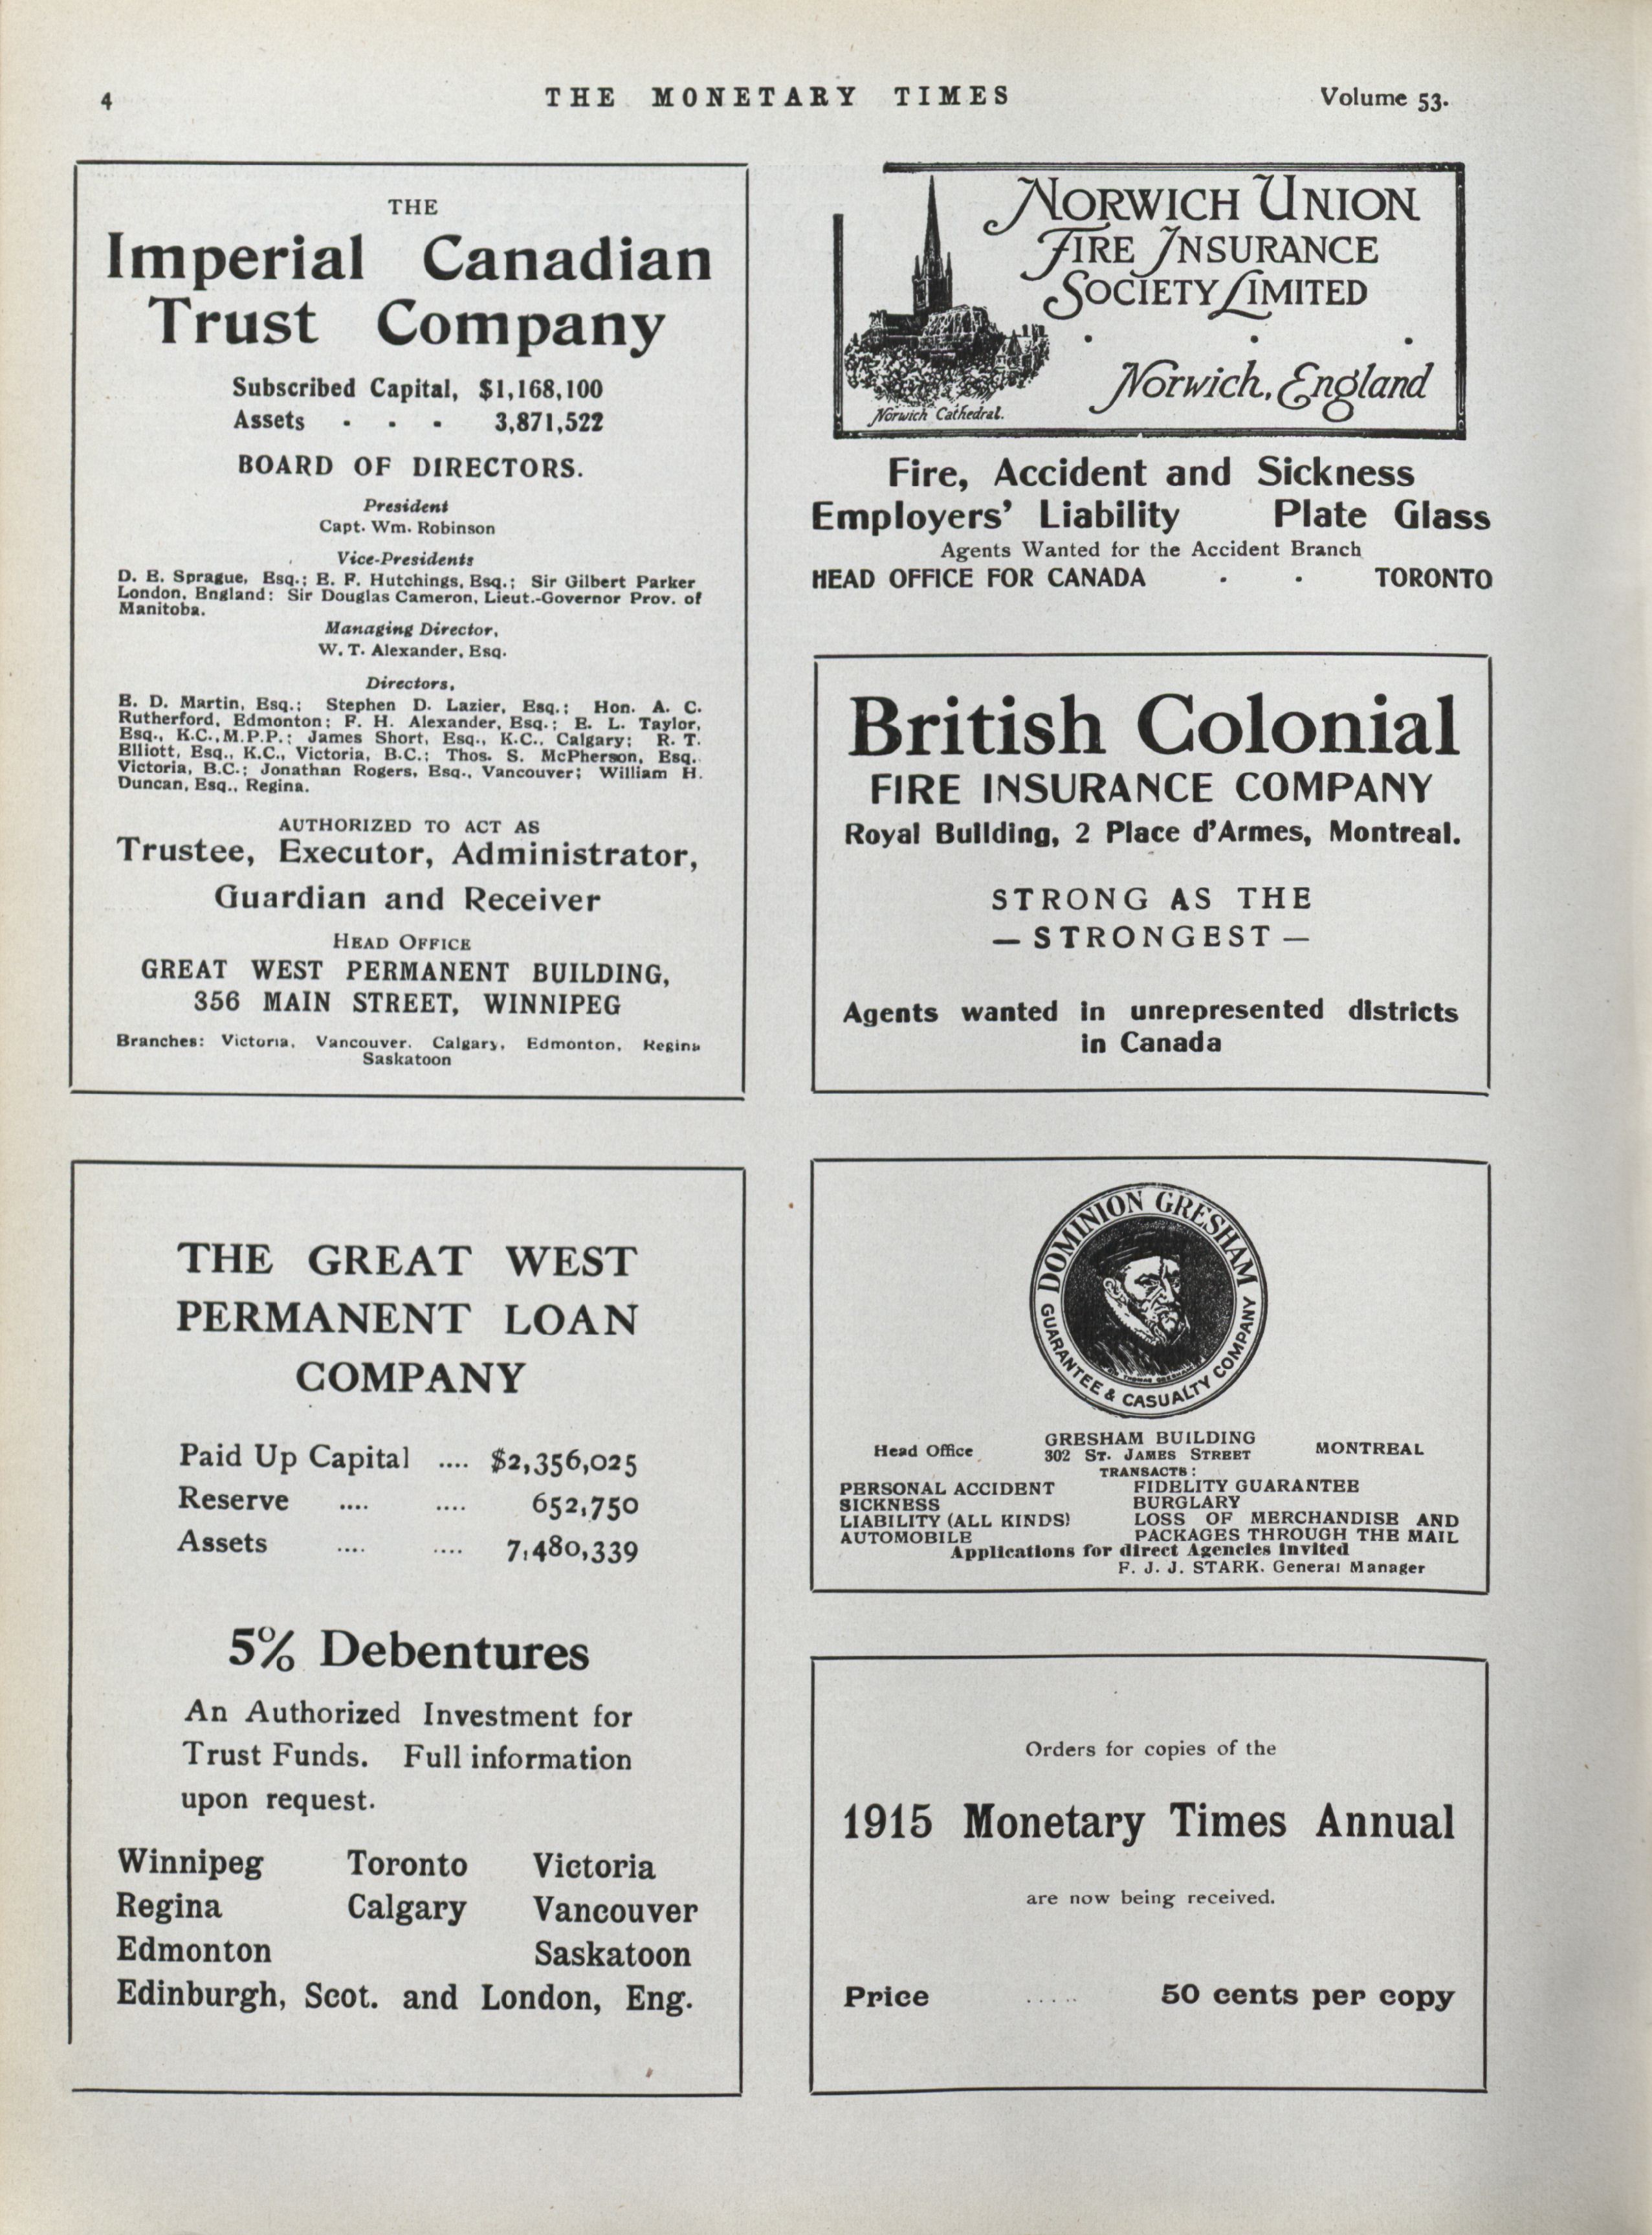 4
THE MONETARY TIMES
Volume 53.
THE
Imperial Canadian
Trust Company
Subscribed Capital, $1,168,100
Assets - - - 3,871,522
BOARD OF DIRECTORS.
President
Capt. Wm. Robinson
Vice-Presidents
D. E. Sprague, Esq.; E. F. Hutchings, Esq.; Sir Gilbert Parker
London, England; Sir Douglas Cameron, Lieut.-Governor Prov. of
Manitoba.
Managing Director,
W. T. Alexander, Esq.
Directors,
E. D. Martin, Esq.; Stephen D. Lazier, Esq.; Hon. A. C.
Rutherford, Edmonton; F. H. Alexander, Esq.; E. L. Taylor,
Esq., K.C., M.P.P.; James Short, Esq., K.C., Calgary; R. T.
Elliott, Esq., K.C., Victoria, B.C.; Thos. S. McPherson, Esq.,
Victoria, B.C.; Jonathan Rogers, Esq., Vancouver; William H.
Duncan, Esq., Regina.
AUTHORIZED TO ACT AS
Trustee, Executor, Administrator,
Guardian and Receiver
HEAD OFFICE
GREAT WEST PERMANENT BUILDING,
356 MAIN STREET, WINNIPEG
Branches: Victoria, Vancouver, Calgary, Edmonton, Regina
Saskatoon
THE GREAT WEST
PERMANENT LOAN
COMPANY
Paid Up Capital .... $2,356,025
Reserve .... .... 652,750
Assets .... .... 7,480,339
5% Debentures
An Authorized Investment for
Trust Funds. Full information
upon request.
Winnipeg Toronto Victoria
Regina Calgary Vancouver
Edmonton Saskatoon
Edinburgh, Scot. and London, Eng.
NORWICH UNION
FIRE INSURANCE
SOCIETY LIMITED
Norwich, England
Norwich Cathedral.
Fire, Accident and Sickness
Employers' Liability Plate Glass
Agents Wanted for the Accident Branch
HEAD OFFICE FOR CANADA - - TORONTO
British Colonial
FIRE INSURANCE COMPANY
Royal Building, 2 Place d'Armes, Montreal.
STRONG AS THE
— STRONGEST —
Agents wanted in unrepresented districts
in Canada
DOMINION GRESHAM
GUARANTEE & CASUALTY COMPANY
Head Office GRESHAM BUILDING MONTREAL
302 ST. JAMES STREET
TRANSACTS:
PERSONAL ACCIDENT FIDELITY GUARANTEE
SICKNESS BURGLARY
LIABILITY (ALL KINDS) LOSS OF MERCHANDISE AND
AUTOMOBILE PACKAGES THROUGH THE MAIL
Applications for direct Agencies invited
F. J. J. STARK, General Manager
Orders for copies of the
1915 Monetary Times Annual
are now being received.
Price ..... 50 cents per copy